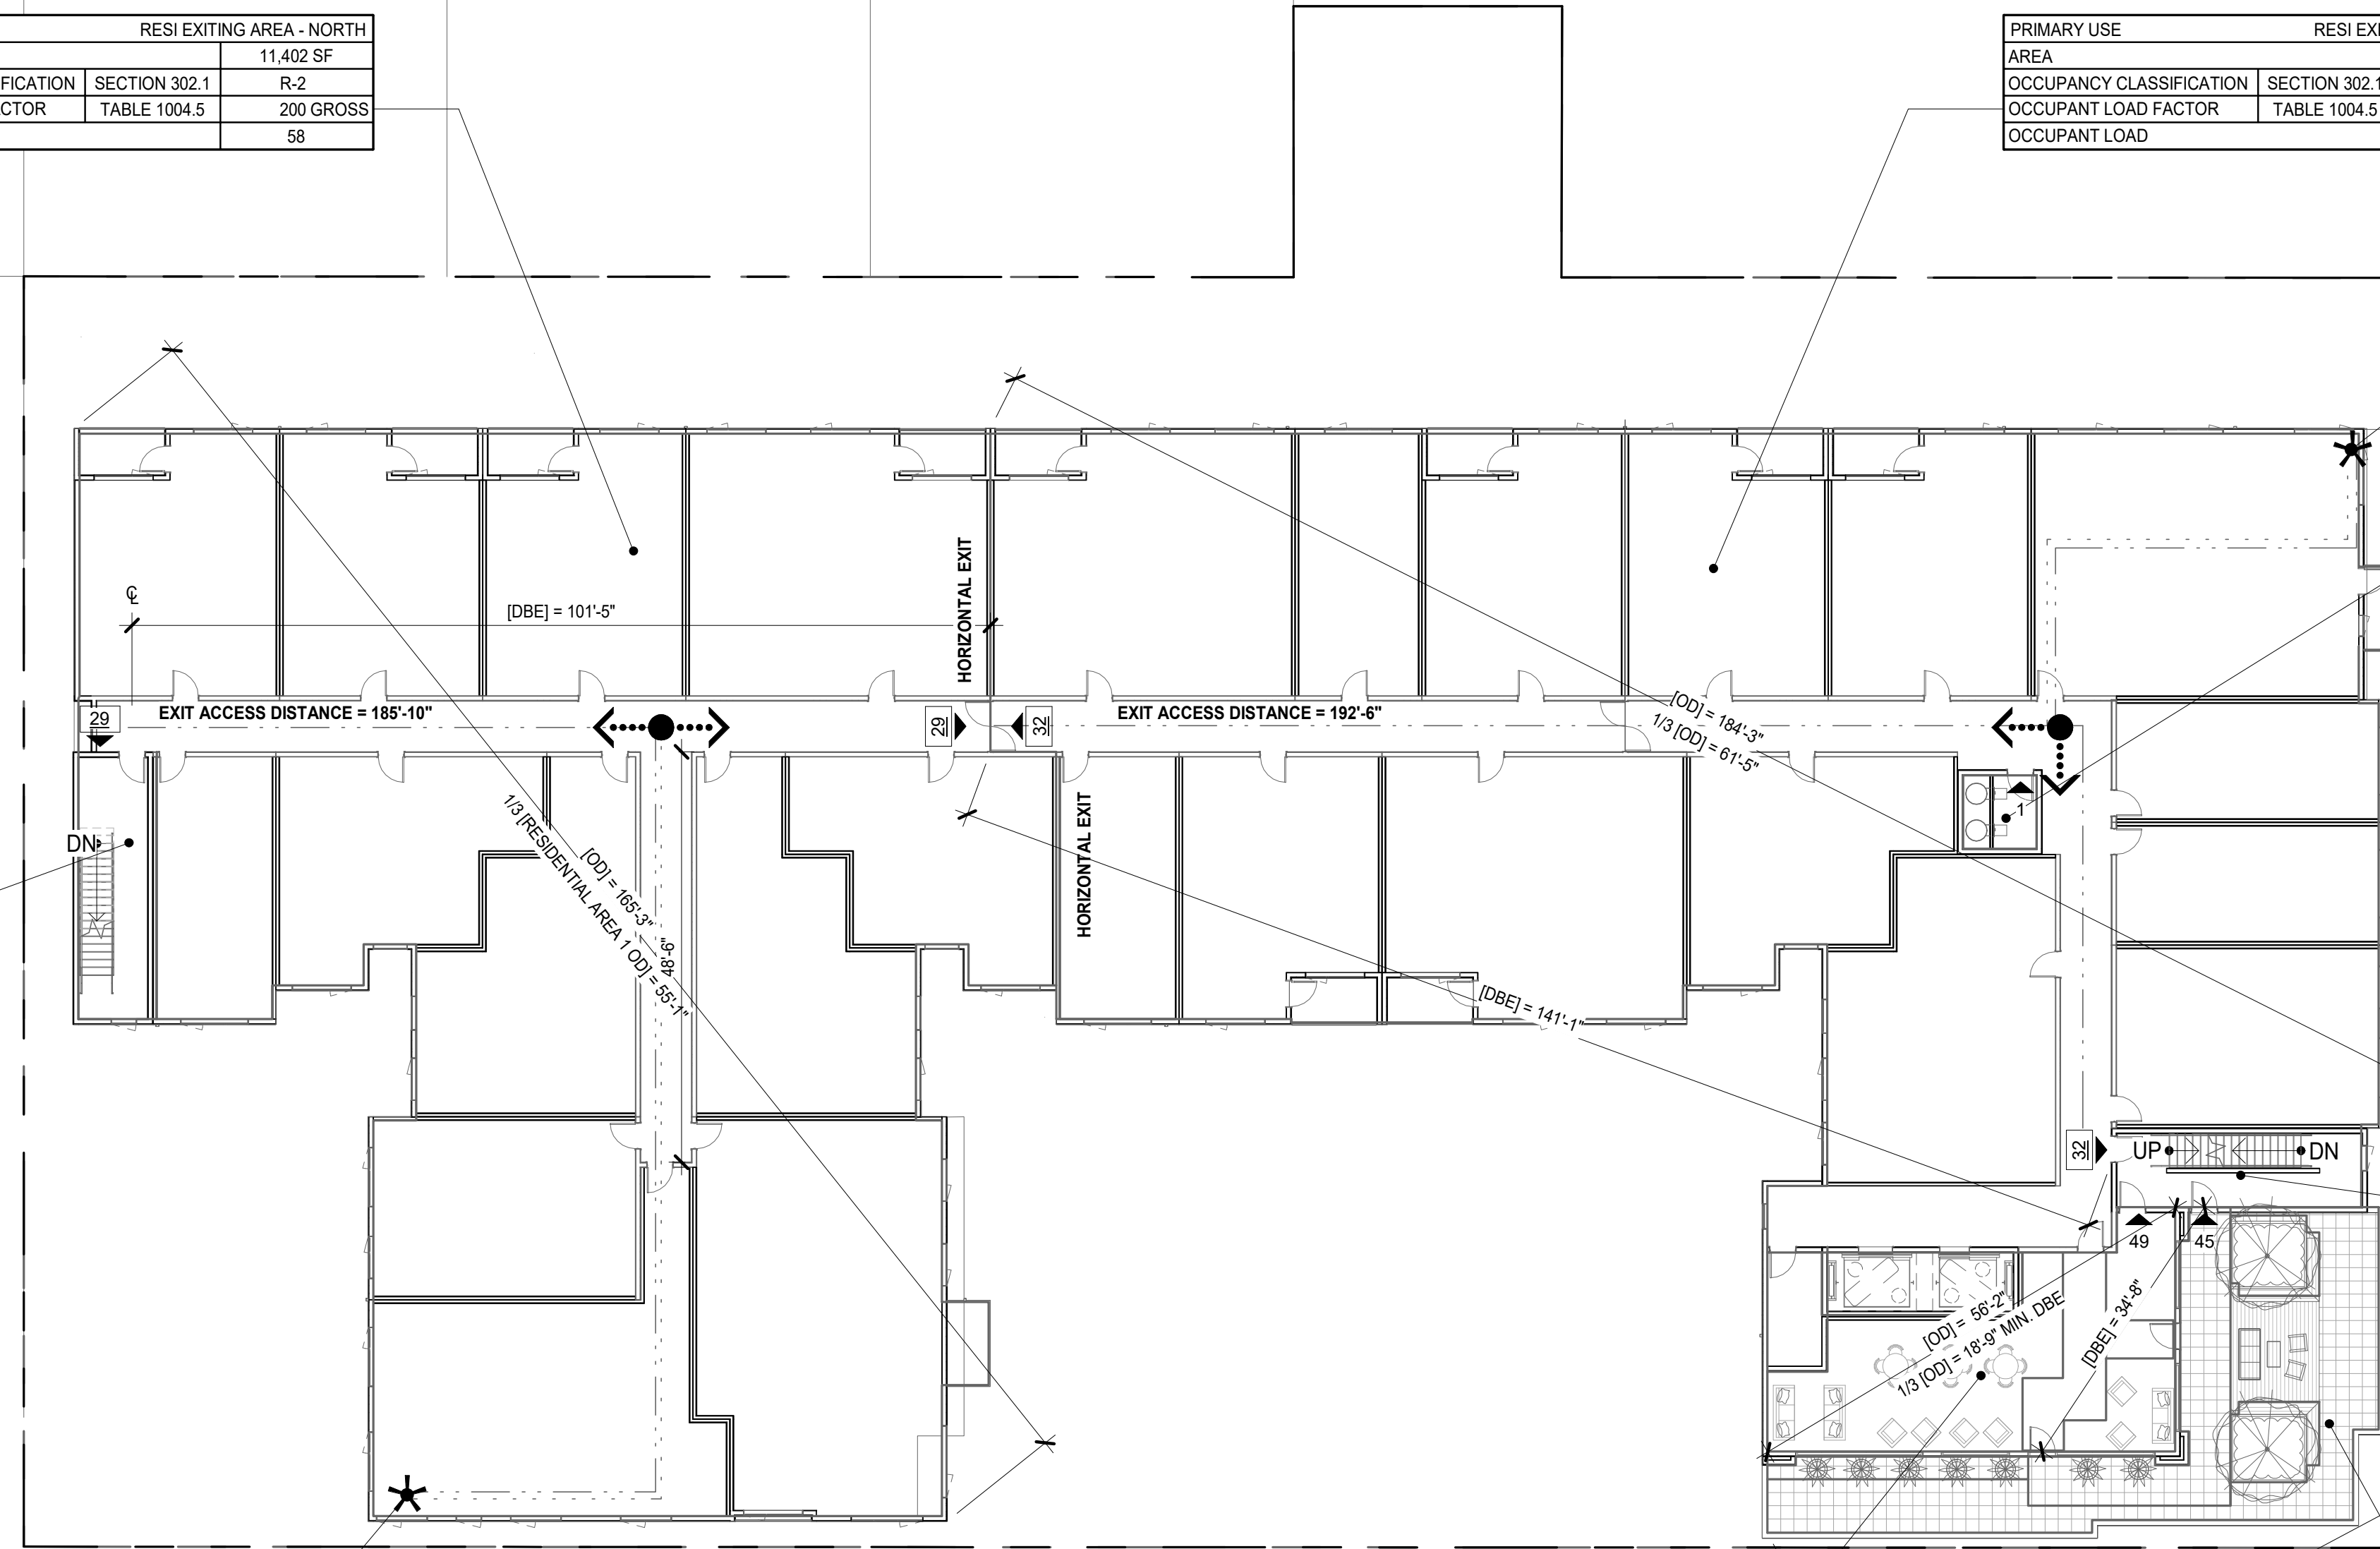 RESI EXITING AREA - NORTH
11,402 SF
FICATION SECTION 302.1 R-2
CTOR TABLE 1004.5 200 GROSS
58
PRIMARY USE RESI EXI
AREA
OCCUPANCY CLASSIFICATION SECTION 302.1
OCCUPANT LOAD FACTOR TABLE 1004.5
OCCUPANT LOAD
℄
[DBE] = 101'-5"
HORIZONTAL EXIT
29
EXIT ACCESS DISTANCE = 185'-10"
29
32
EXIT ACCESS DISTANCE = 192'-6"
[OD] = 184'-3"
1/3 [OD] = 61'-5"
1
DN
[OD] = 165'-3"
1/3 [RESIDENTIAL AREA 1 OD] = 55'-1"
48'-6"
HORIZONTAL EXIT
[DBE] = 141'-1"
32
UP
DN
49
45
[OD] = 56'-2"
1/3 [OD] = 18'-9" MIN. DBE
[DBE] = 34'-8"